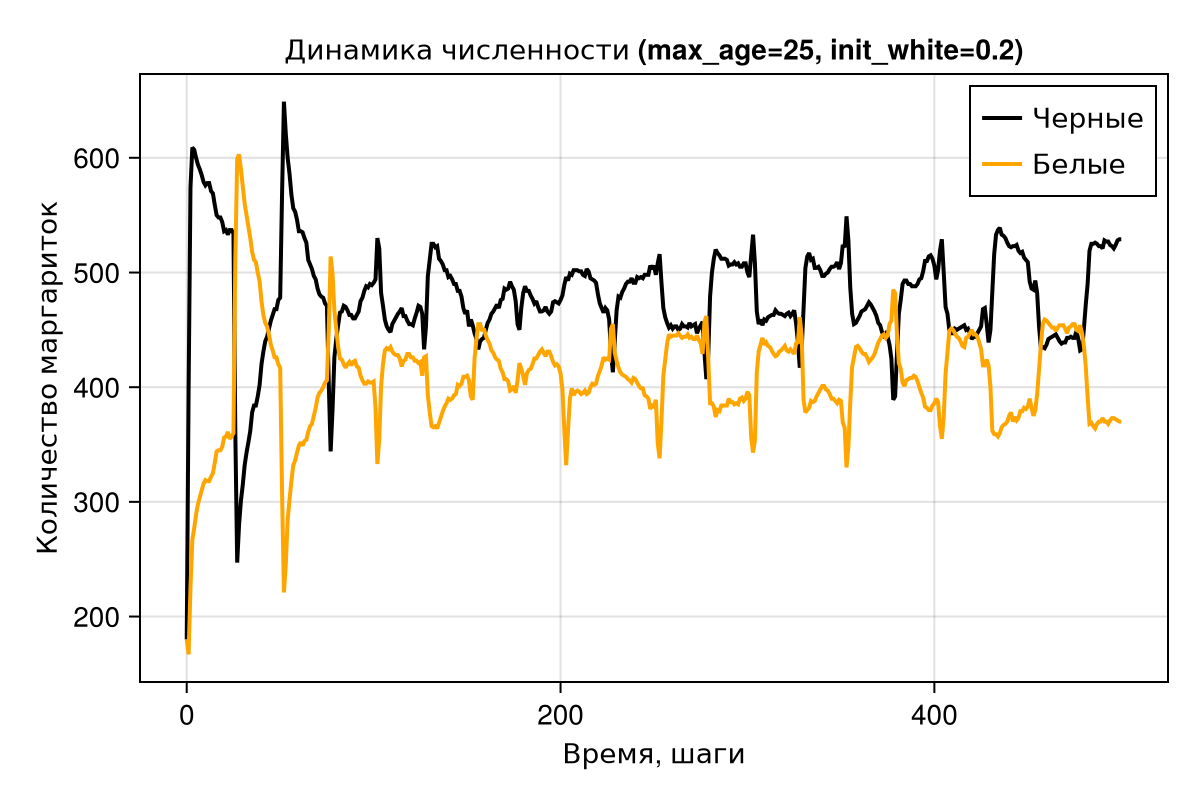 Динамика численности (max_age=25, init_white=0.2)
Черные
Белые
Количество маргариток
600
500
400
300
200
0
200
400
Время, шаги